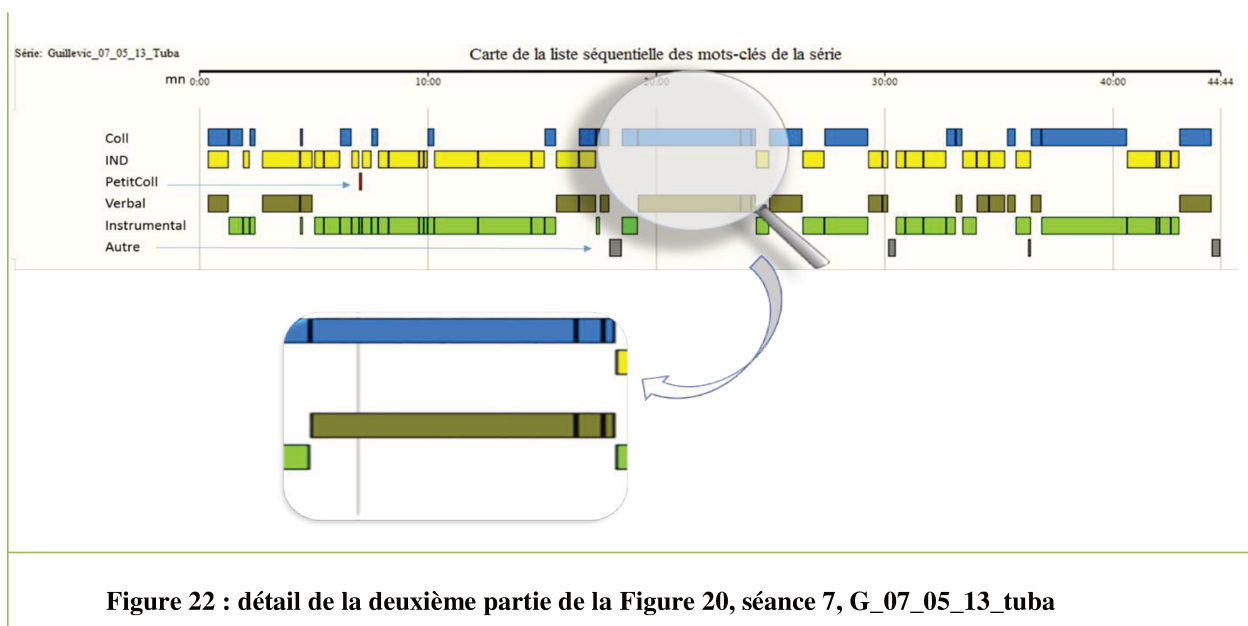 Série: Guillevic_07_05_13_Tuba
Carte de la liste séquentielle des mots-clés de la série
mn 0:00 10:00 20:00 30:00 40:00 44:44
Coll
IND
PetitColl
Verbal
Instrumental
Autre
Figure 22 : détail de la deuxième partie de la Figure 20, séance 7, G_07_05_13_tuba